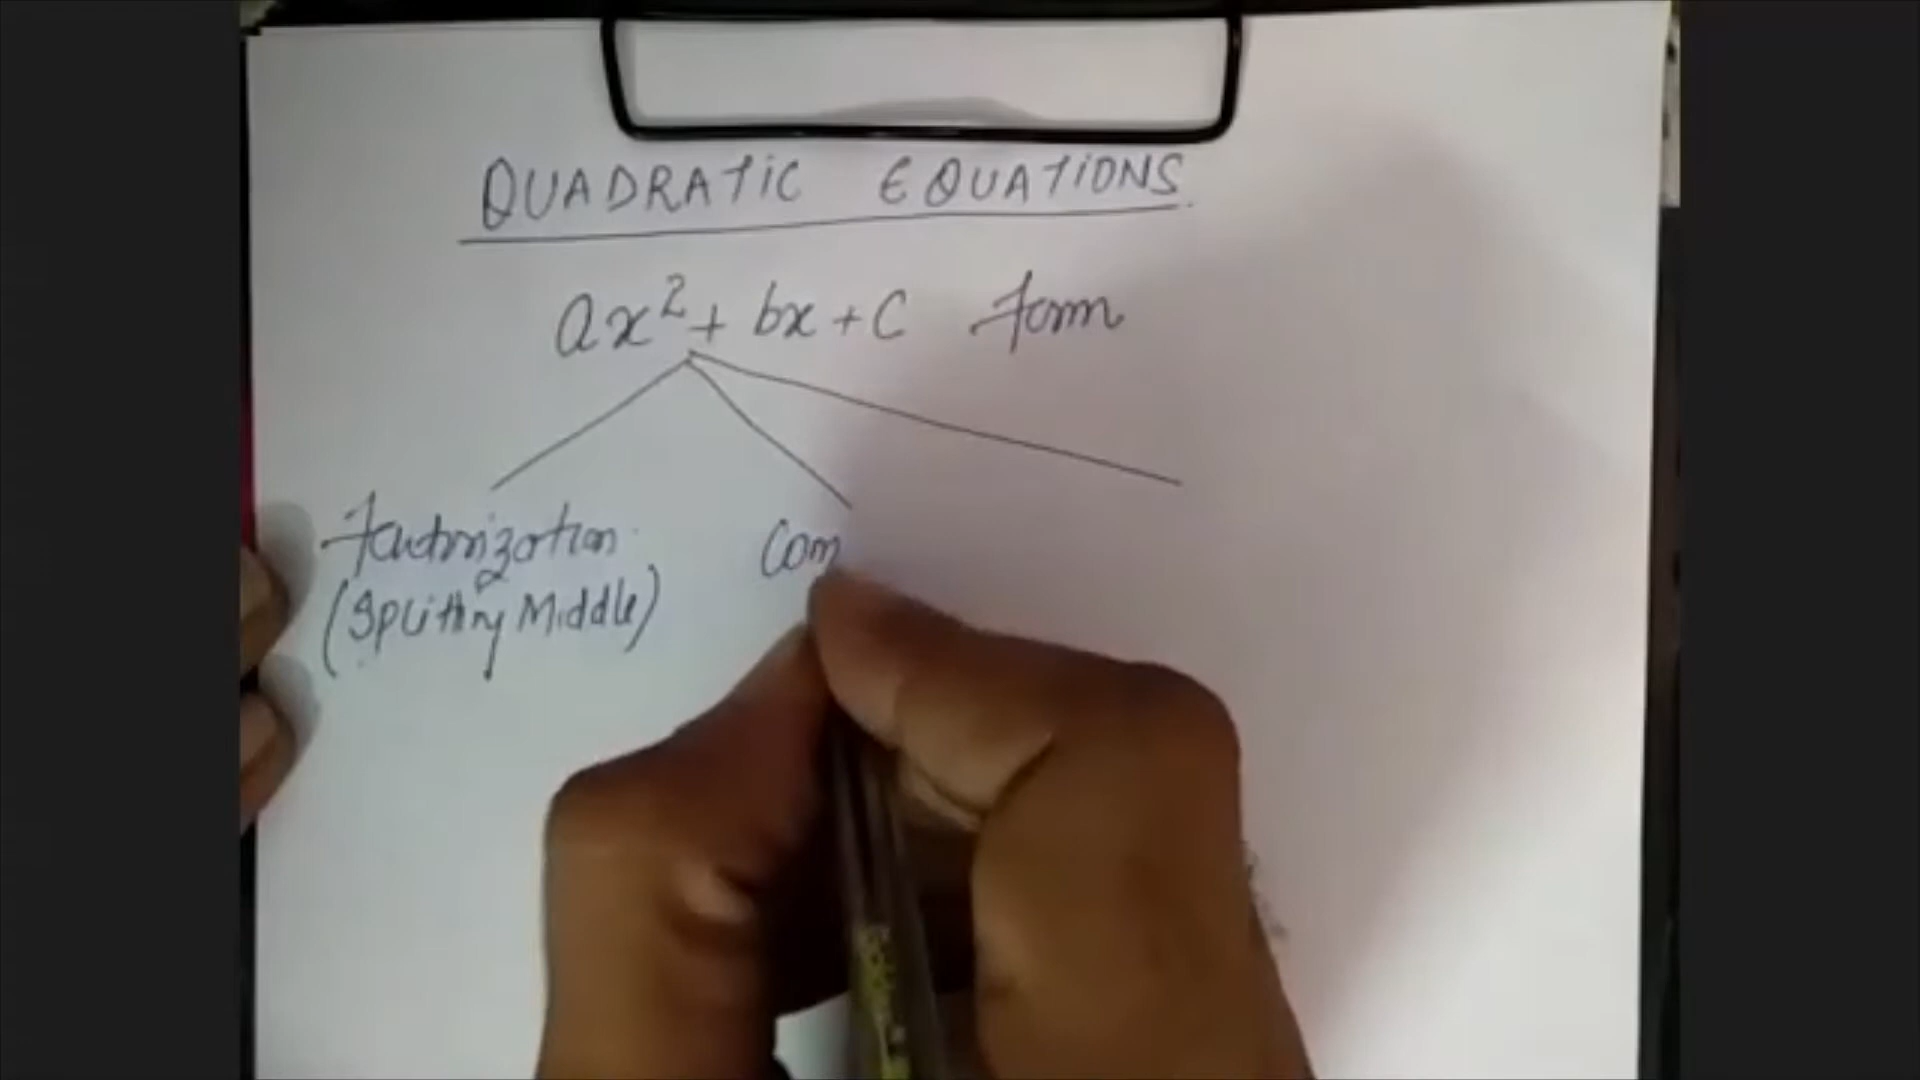 QUADRATIC EQUATIONS
ax² + bx + c form
Factorization
(Splitting Middle)
Com